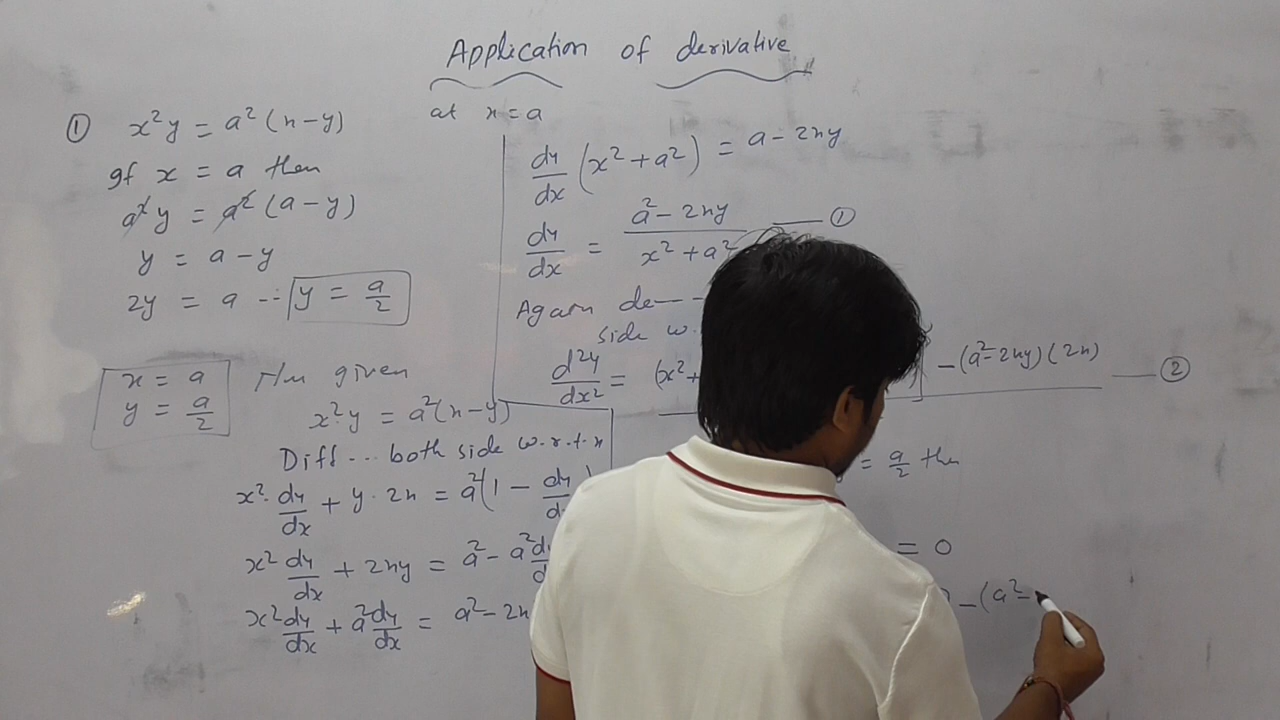 Application of derivative
① x²y = a²(x-y) at x = a
If x = a then
a²y = a²(a-y)
y = a-y
2y = a ∴ y = a/2
x = a
y = a/2
The given
x²y = a²(x-y)
Diff... both side w.r.t x
x²·dy/dx + y·2x = a²(1 - dy/d
x² dy/dx + 2xy = a² - a²dy
x² dy/dx + a² dy/dx = a² - 2x
dy/dx (x² + a²) = a - 2xy
dy/dx = (a² - 2xy)/(x² + a² —— ①
Again de— -
side w.
d²y/dx² = (x²+ ] - (a²-2xy)(2x) —— ②
= a/2 then
= 0
-(a²-